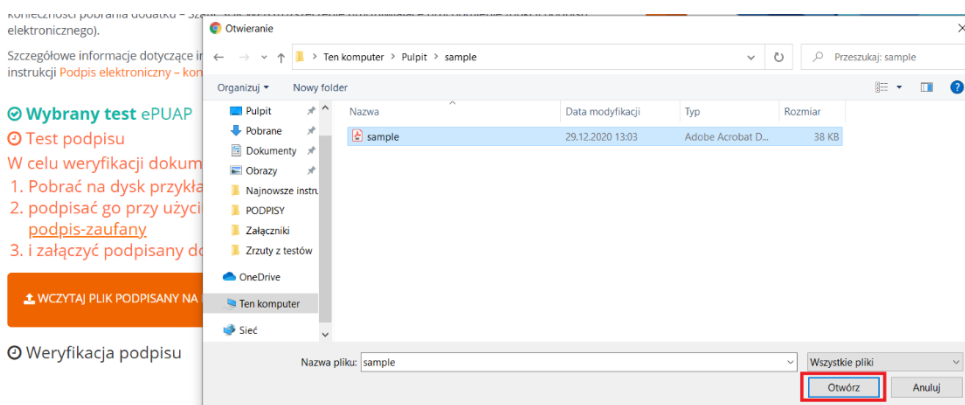 elektronicznego).
Szczegółowe informacje dotyczące i
instrukcji Podpis elektroniczny – kon
Wybrany test ePUAP
Test podpisu
W celu weryfikacji dokum
1. Pobrać na dysk przykła
2. podpisać go przy użyci
podpis-zaufany
3. i załączyć podpisany do
WCZYTAJ PLIK PODPISANY NA
Weryfikacja podpisu
Otwieranie
Ten komputer > Pulpit > sample
Przeszukaj: sample
Organizuj
Nowy folder
Pulpit
Pobrane
Dokumenty
Obrazy
Najnowsze instru
PODPISY
Załączniki
Zrzuty z testów
OneDrive
Ten komputer
Sieć
Nazwa Data modyfikacji Typ Rozmiar
sample 29.12.2020 13:03 Adobe Acrobat D... 38 KB
Nazwa pliku: sample
Wszystkie pliki
Otwórz
Anuluj